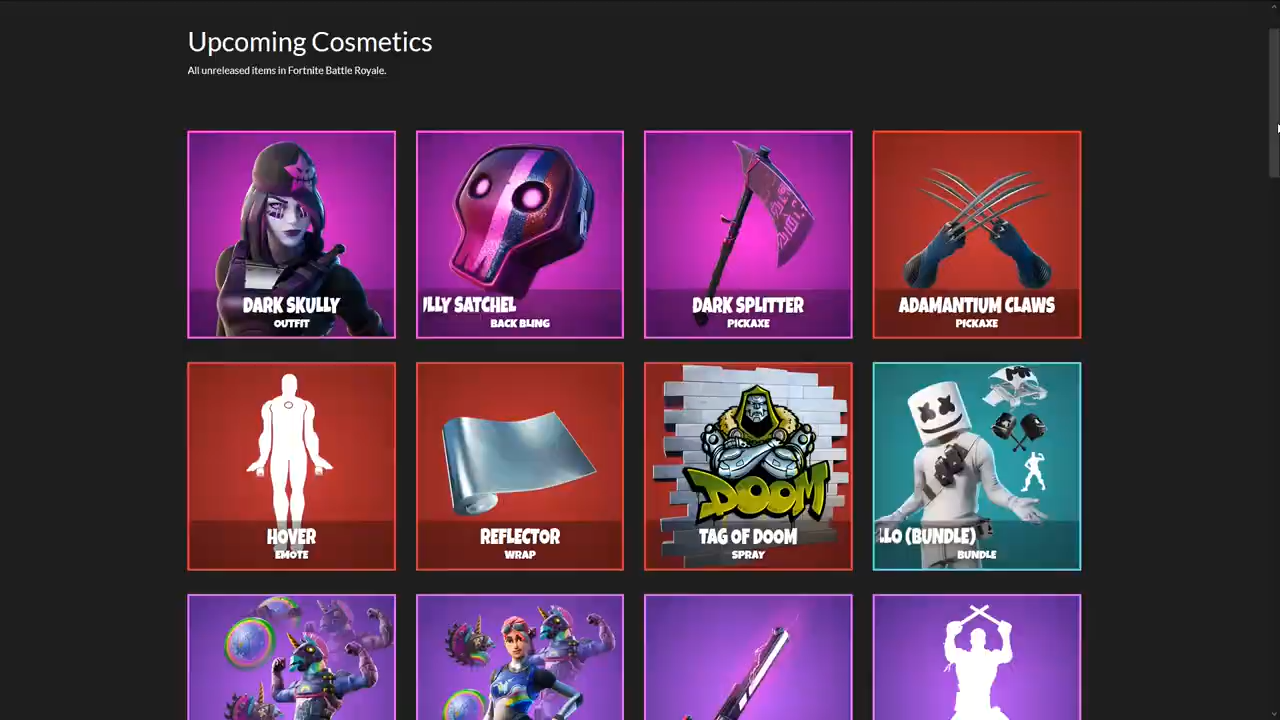 Upcoming Cosmetics
All unreleased items in Fortnite Battle Royale.
DARK SKULLY
OUTFIT
LLY SATCHEL
BACK BLING
DARK SPLITTER
PICKAXE
ADAMANTIUM CLAWS
PICKAXE
HOVER
EMOTE
REFLECTOR
WRAP
DOOM
TAG OF DOOM
SPRAY
LLO (BUNDLE)
BUNDLE